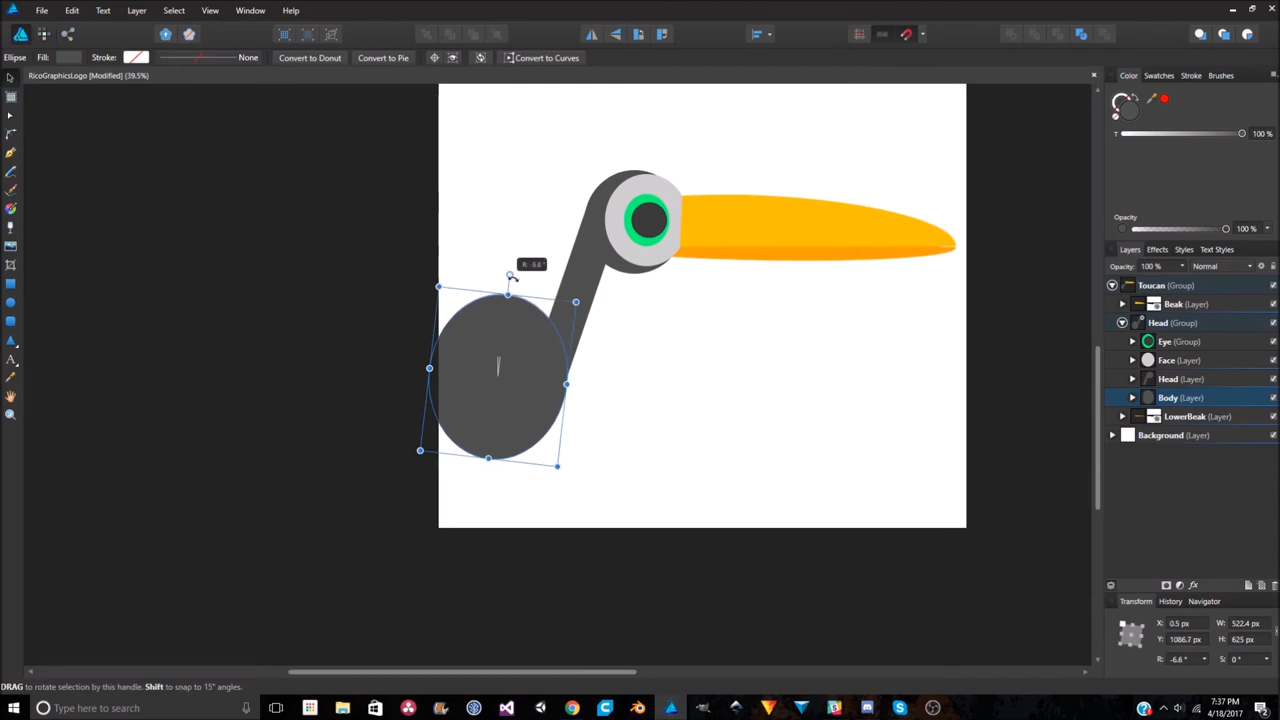 File Edit Text Layer Select View Window Help
Ellipse Fill: Stroke: None Convert to Donut Convert to Pie Convert to Curves
RicoGraphicsLogo [Modified] (39.5%)
Color Swatches Stroke Brushes
T 100 %
Opacity
100 %
Layers Effects Styles Text Styles
Opacity: 100 % Normal
Toucan (Group)
Beak (Layer)
Head (Group)
Eye (Group)
Face (Layer)
Head (Layer)
Body (Layer)
LowerBeak (Layer)
Background (Layer)
fx
Transform History Navigator
X: 0.5 px W: 522.4 px
Y: 1086.7 px H: 625 px
R: -6.6 ° S: 0 °
DRAG to rotate selection by this handle. Shift to snap to 15° angles.
Type here to search
7:37 PM
4/18/2017